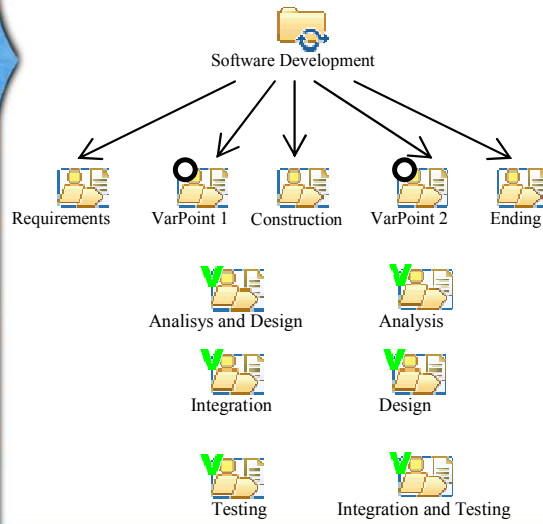 Software Development
Requirements VarPoint 1 Construction VarPoint 2 Ending
Analisys and Design Analysis
Integration Design
Testing Integration and Testing